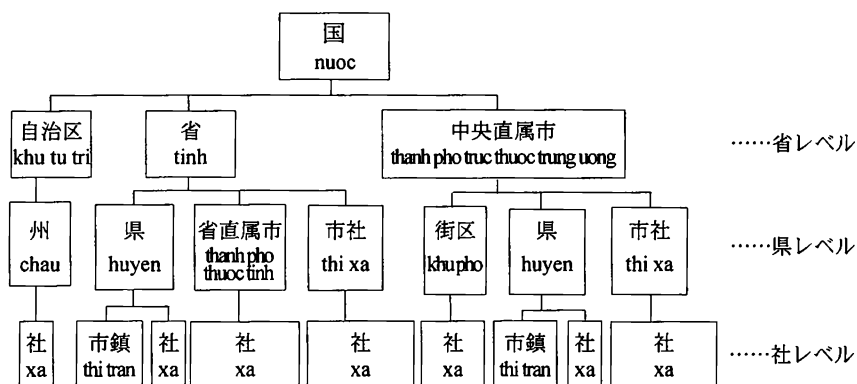 国
nuoc
自治区
khu tu tri
省
tinh
中央直属市
thanh pho truc thuoc trung uong
……省レベル
州
chau
県
huyen
省直属市
thanh pho
thuoc tinh
市社
thi xa
街区
khu pho
県
huyen
市社
thi xa
……県レベル
社
xa
市鎮
thi tran
社
xa
社
xa
社
xa
社
xa
市鎮
thi tran
社
xa
社
xa
……社レベル